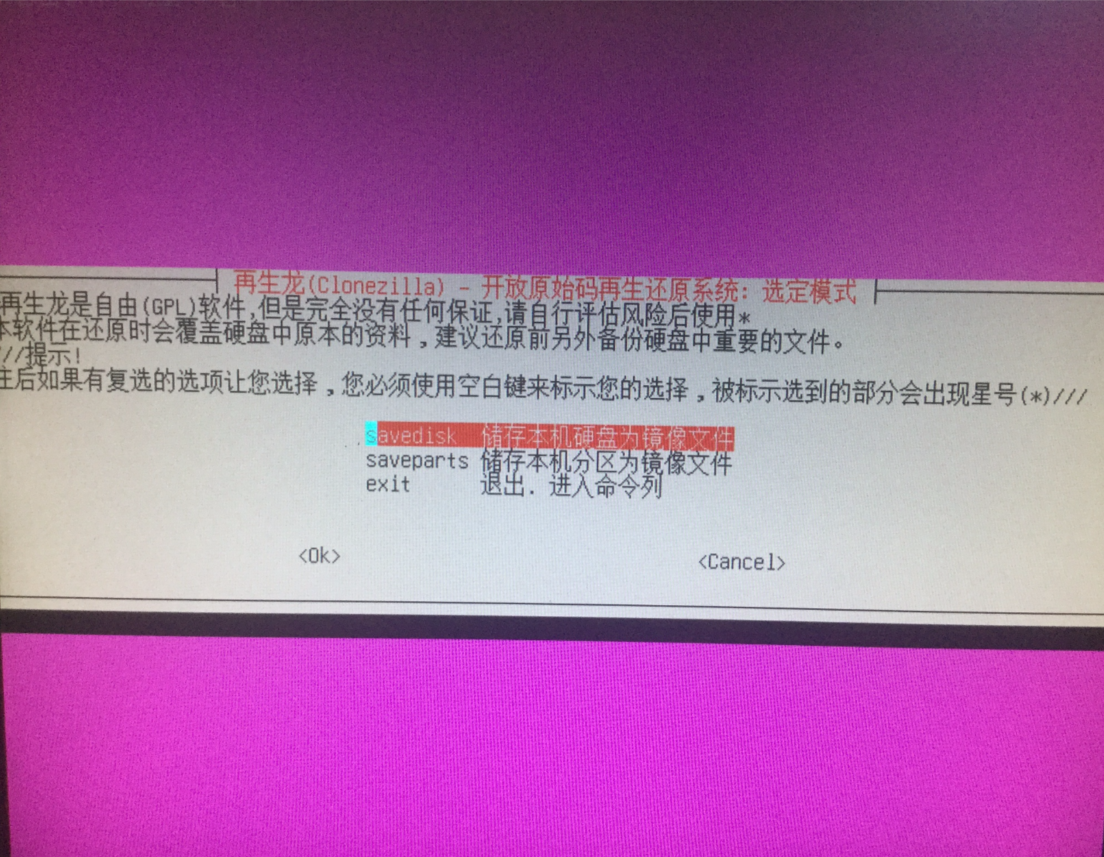 再生龙(Clonezilla) - 开放原始码再生还原系统: 选定模式
再生龙是自由(GPL)软件,但是完全没有任何保证,请自行评估风险后使用*
本软件在还原时会覆盖硬盘中原本的资料,建议还原前另外备份硬盘中重要的文件。
//提示!
往后如果有复选的选项让您选择,您必须使用空白键来标示您的选择,被标示选到的部分会出现星号(*)///
savedisk 储存本机硬盘为镜像文件
saveparts 储存本机分区为镜像文件
exit 退出. 进入命令列
<Ok> <Cancel>